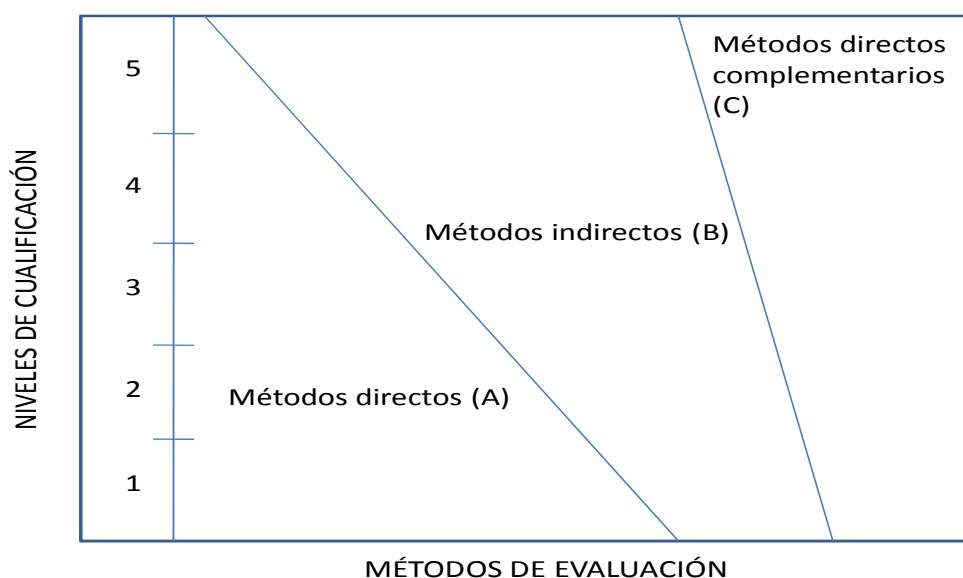 NIVELES DE CUALIFICACIÓN
5
4
3
2
1
Métodos directos
complementarios
(C)
Métodos indirectos (B)
Métodos directos (A)
MÉTODOS DE EVALUACIÓN